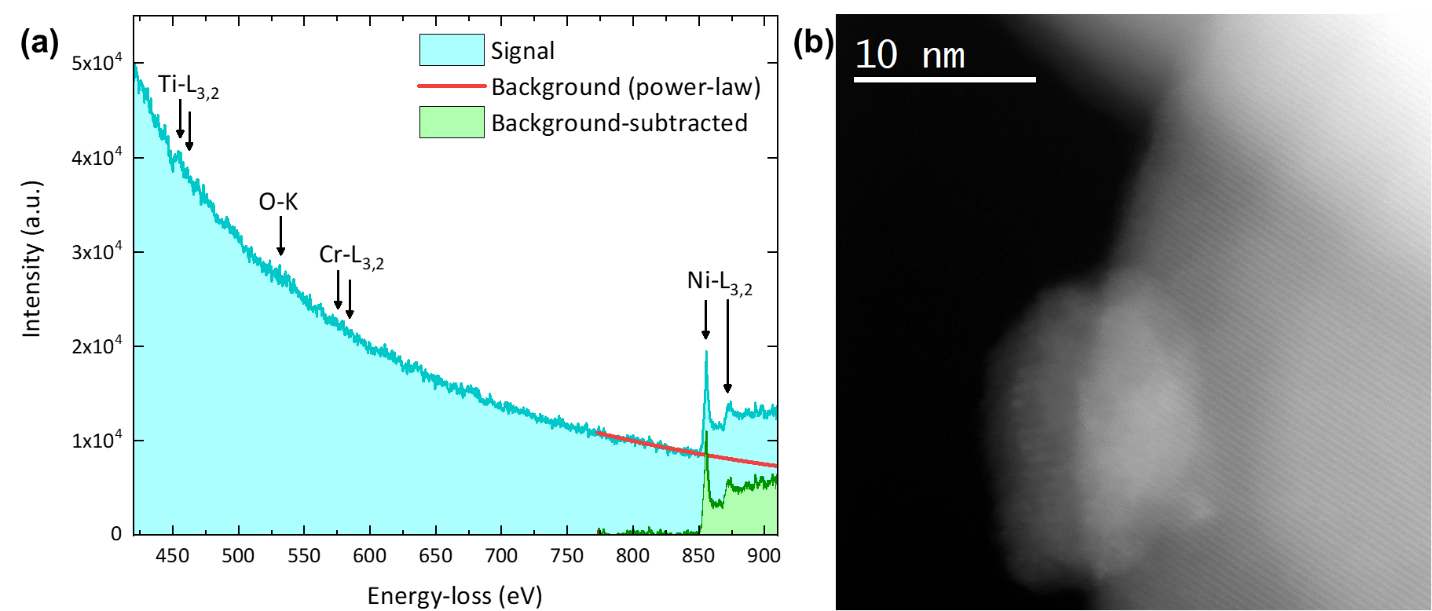 (a)
Signal
Background (power-law)
Background-subtracted
Ti-L3,2
O-K
Cr-L3,2
Ni-L3,2
Intensity (a.u.)
5x10^4
4x10^4
3x10^4
2x10^4
1x10^4
0
450 500 550 600 650 700 750 800 850 900
Energy-loss (eV)
(b)
10 nm